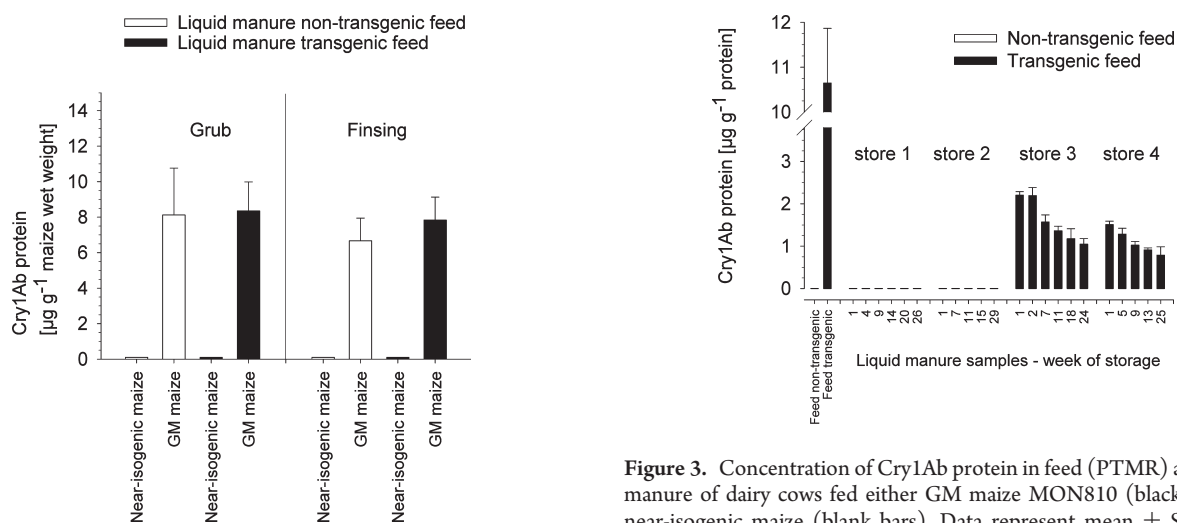 Liquid manure non-transgenic feed
Liquid manure transgenic feed
Cry1Ab protein
[µg g-1 maize wet weight]
14
12
10
8
6
4
2
0
Grub
Finsing
Near-isogenic maize
GM maize
Near-isogenic maize
GM maize
Near-isogenic maize
GM maize
Near-isogenic maize
GM maize
Non-transgenic feed
Transgenic feed
Cry1Ab protein [µg g-1 protein]
12
11
10
3
2
1
0
store 1
store 2
store 3
store 4
Feed non-transgenic
Feed transgenic
1 4 9 14 20 26
1 7 11 15 29
1 2 7 11 18 24
1 5 9 13 25
Liquid manure samples - week of storage
Figure 3. Concentration of Cry1Ab protein in feed (PTMR) a
manure of dairy cows fed either GM maize MON810 (black
near-isogenic maize (blank bars). Data represent mean ± S